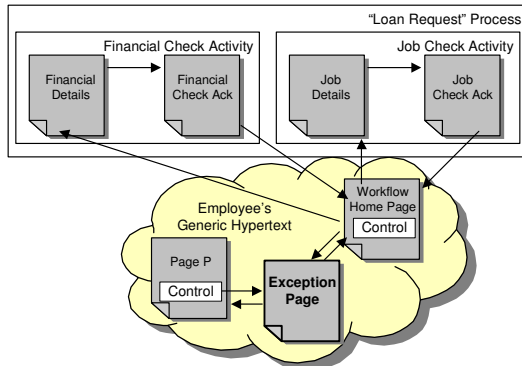 “Loan Request” Process
Financial Check Activity
Job Check Activity
Financial
Details
Financial
Check Ack
Job
Details
Job
Check Ack
Employee’s
Generic Hypertext
Workflow
Home Page
Control
Page P
Control
Exception
Page